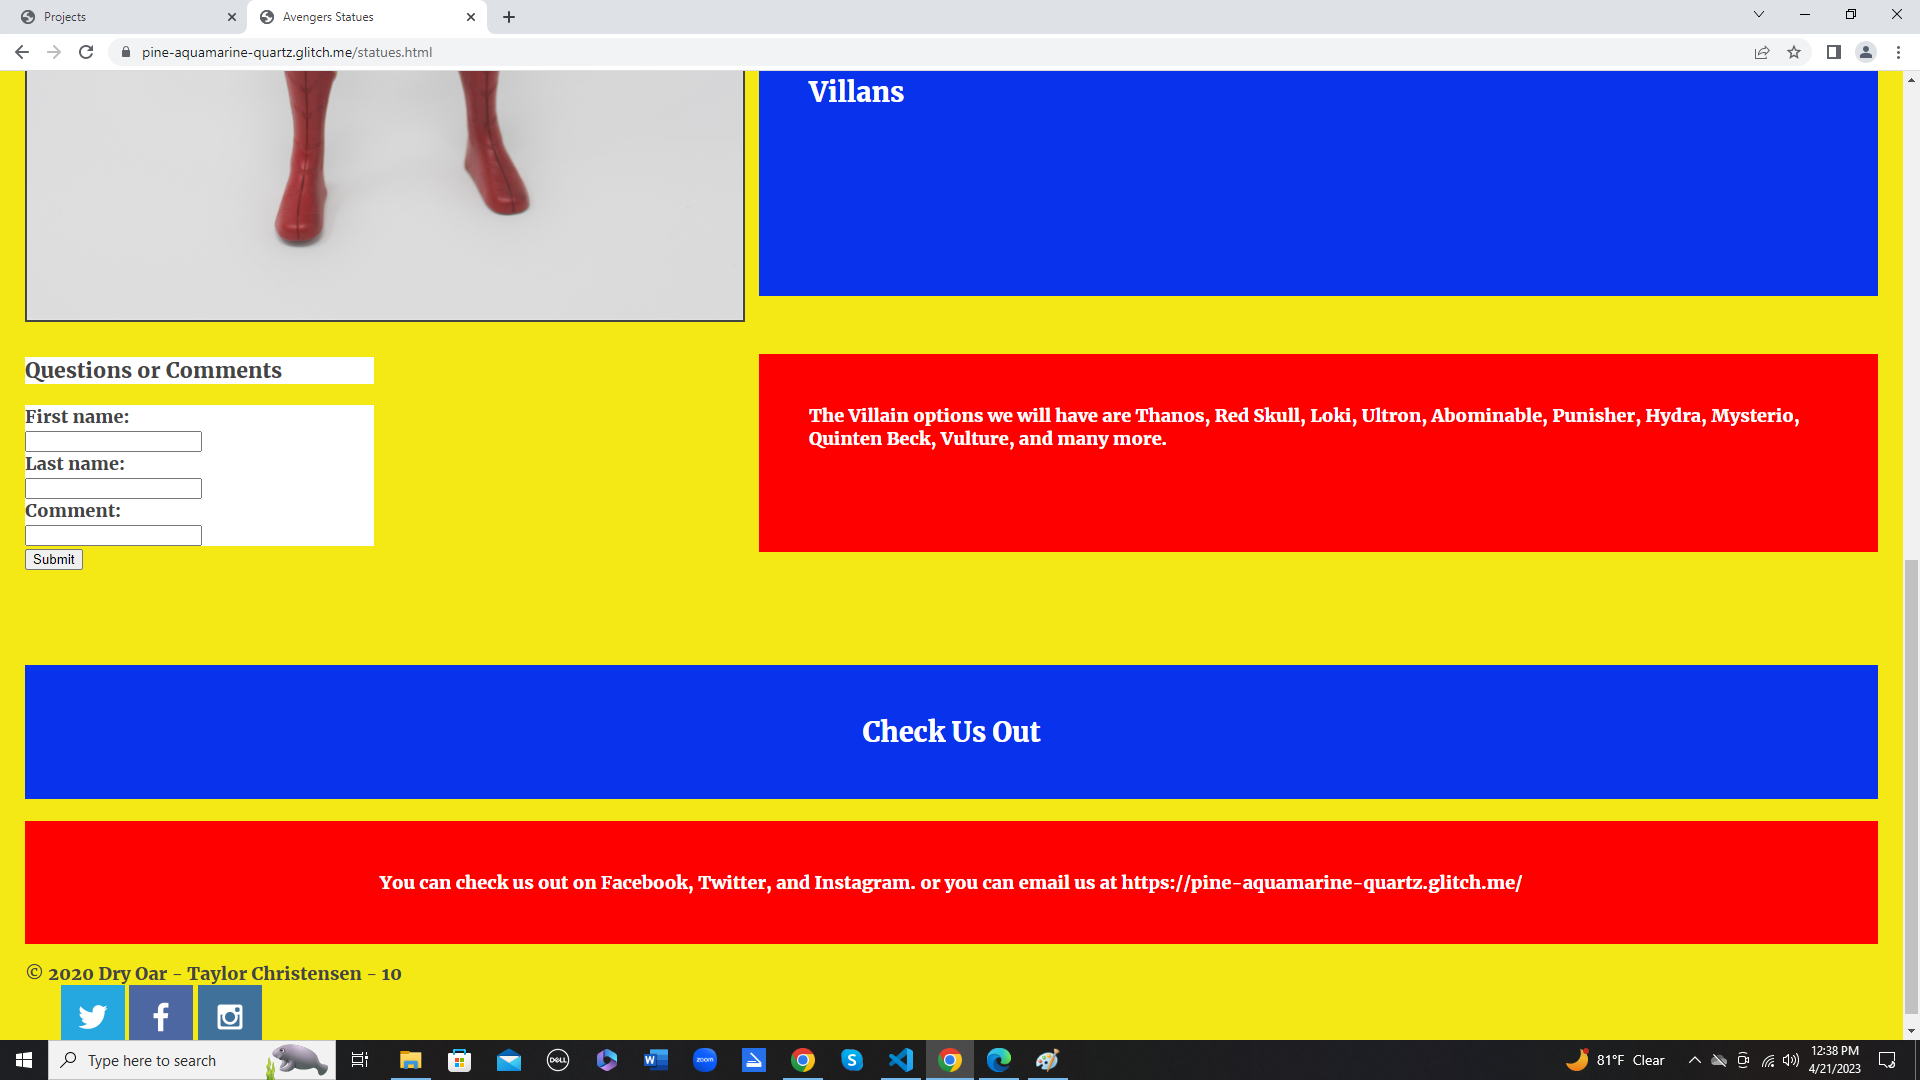 Projects
Avengers Statues
pine-aquamarine-quartz.glitch.me/statues.html
Villans
Questions or Comments
First name:
Last name:
Comment:
Submit
The Villain options we will have are Thanos, Red Skull, Loki, Ultron, Abominable, Punisher, Hydra, Mysterio,
Quinten Beck, Vulture, and many more.
Check Us Out
You can check us out on Facebook, Twitter, and Instagram. or you can email us at https://pine-aquamarine-quartz.glitch.me/
© 2020 Dry Oar - Taylor Christensen - 10
Type here to search
DELL
zoom
81°F Clear
12:38 PM
4/21/2023